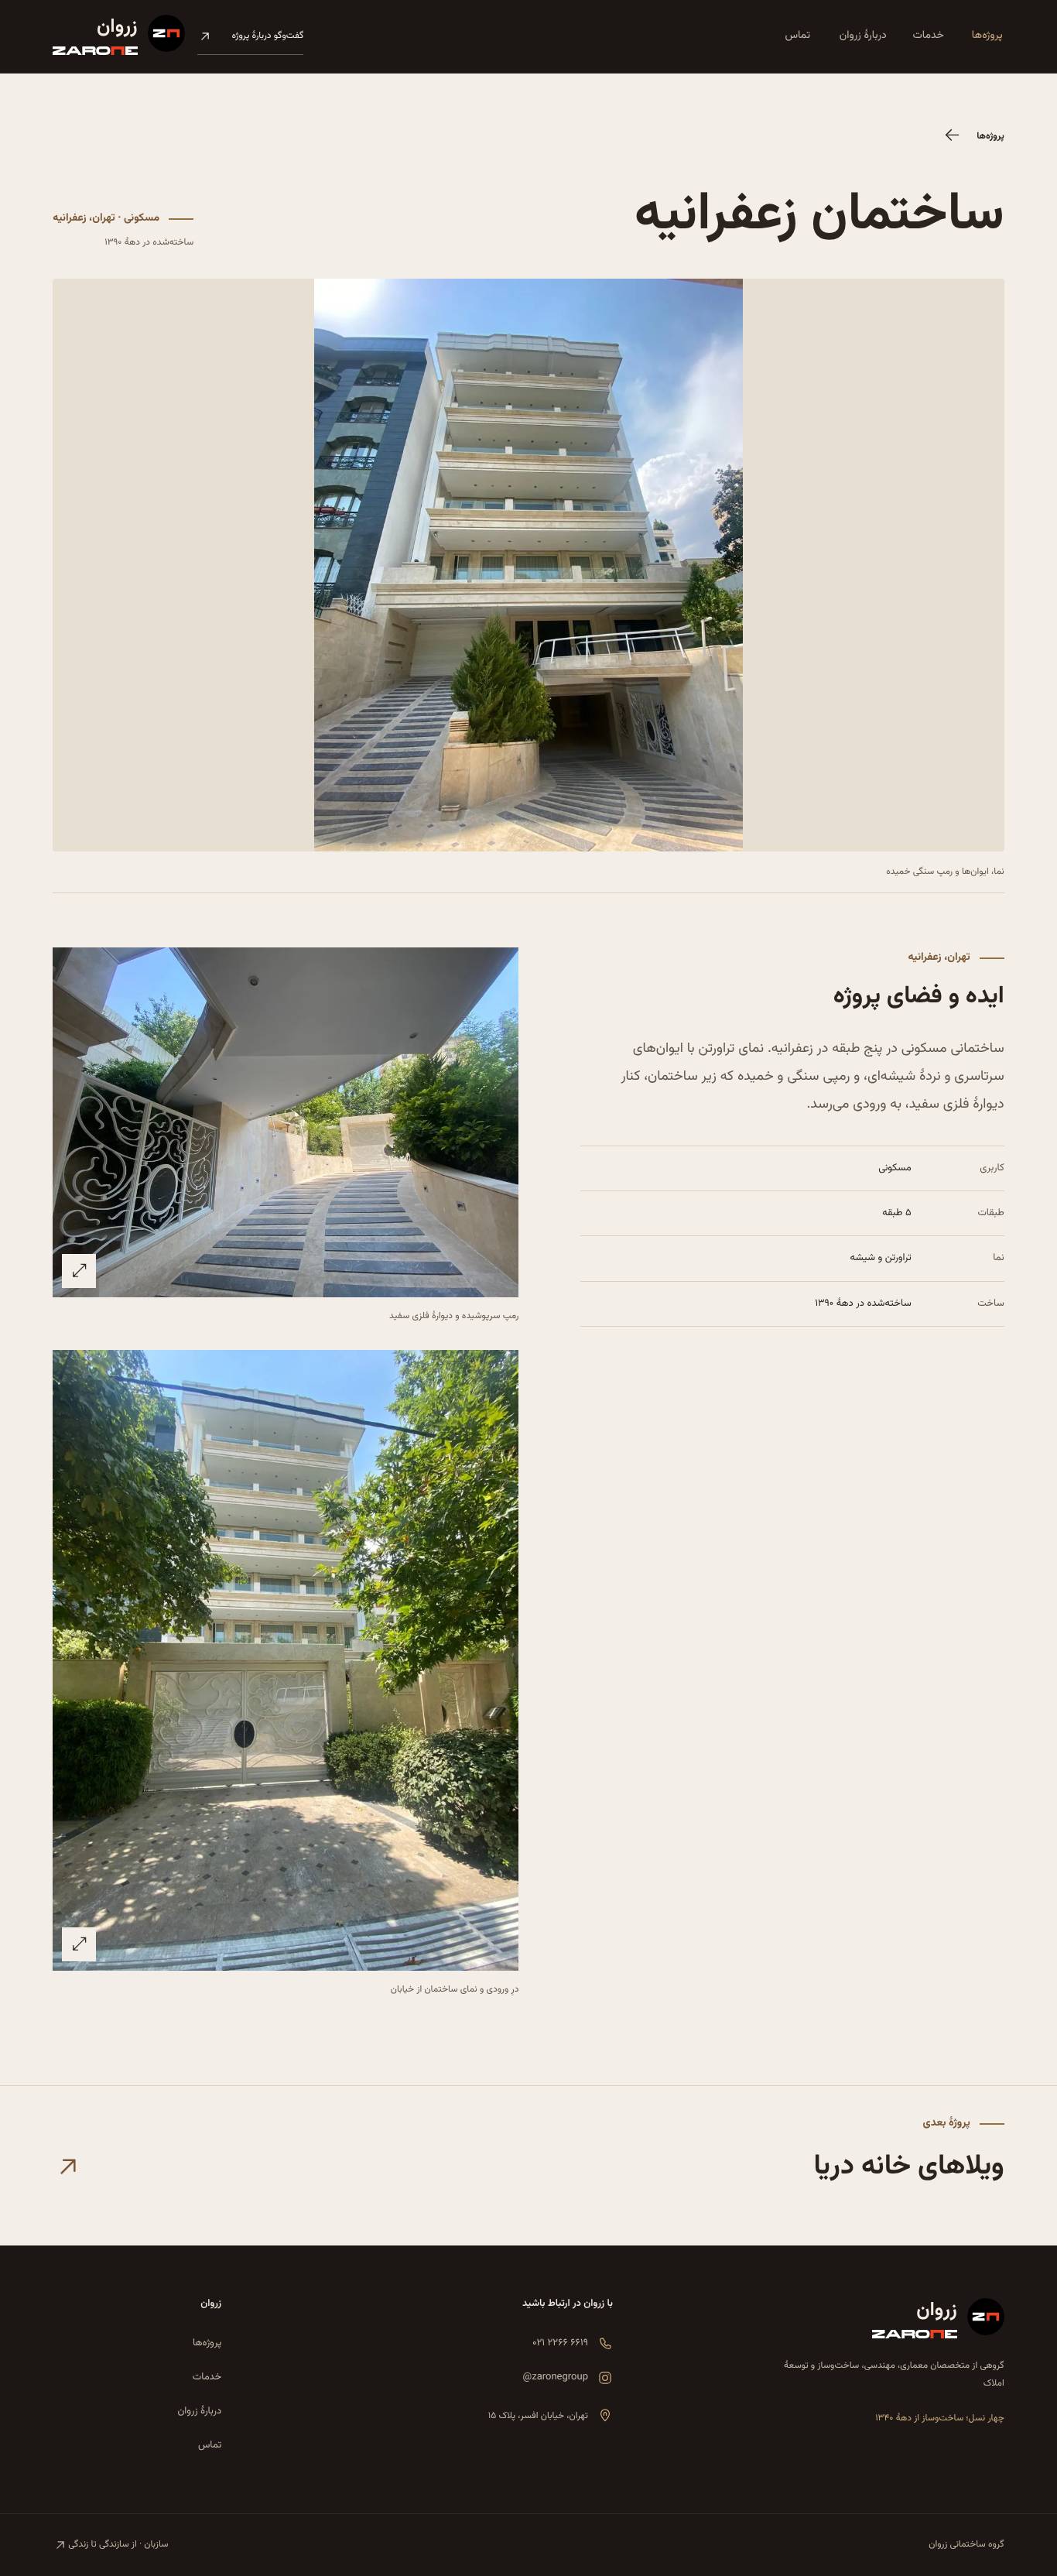 پروژه‌ها
خدمات
دربارهٔ زروان
تماس
گفت‌وگو دربارهٔ پروژه
زروان
ZARONE
پروژه‌ها
ساختمان زعفرانیه
مسکونی · تهران، زعفرانیه
ساخته‌شده در دههٔ ۱۳۹۰
نما، ایوان‌ها و رمپ سنگی خمیده
تهران، زعفرانیه
ایده و فضای پروژه
ساختمانی مسکونی در پنج طبقه در زعفرانیه. نمای تراورتن با ایوان‌های
سرتاسری و نردهٔ شیشه‌ای، و رمپی سنگی و خمیده که زیر ساختمان، کنار
دیوارهٔ فلزی سفید، به ورودی می‌رسد.
کاربری مسکونی
طبقات ۵ طبقه
نما تراورتن و شیشه
ساخت ساخته‌شده در دههٔ ۱۳۹۰
رمپ سرپوشیده و دیوارهٔ فلزی سفید
درِ ورودی و نمای ساختمان از خیابان
پروژهٔ بعدی
ویلاهای خانه دریا
زروان
ZARONE
گروهی از متخصصان معماری، مهندسی، ساخت‌وساز و توسعهٔ
املاک
چهار نسل؛ ساخت‌وساز از دههٔ ۱۳۴۰
با زروان در ارتباط باشید
۰۲۱ ۲۲۶۶ ۶۶۱۹
@zaronegroup
تهران، خیابان افسر، پلاک ۱۵
زروان
پروژه‌ها
خدمات
دربارهٔ زروان
تماس
گروه ساختمانی زروان
سازبان · از سازندگی تا زندگی